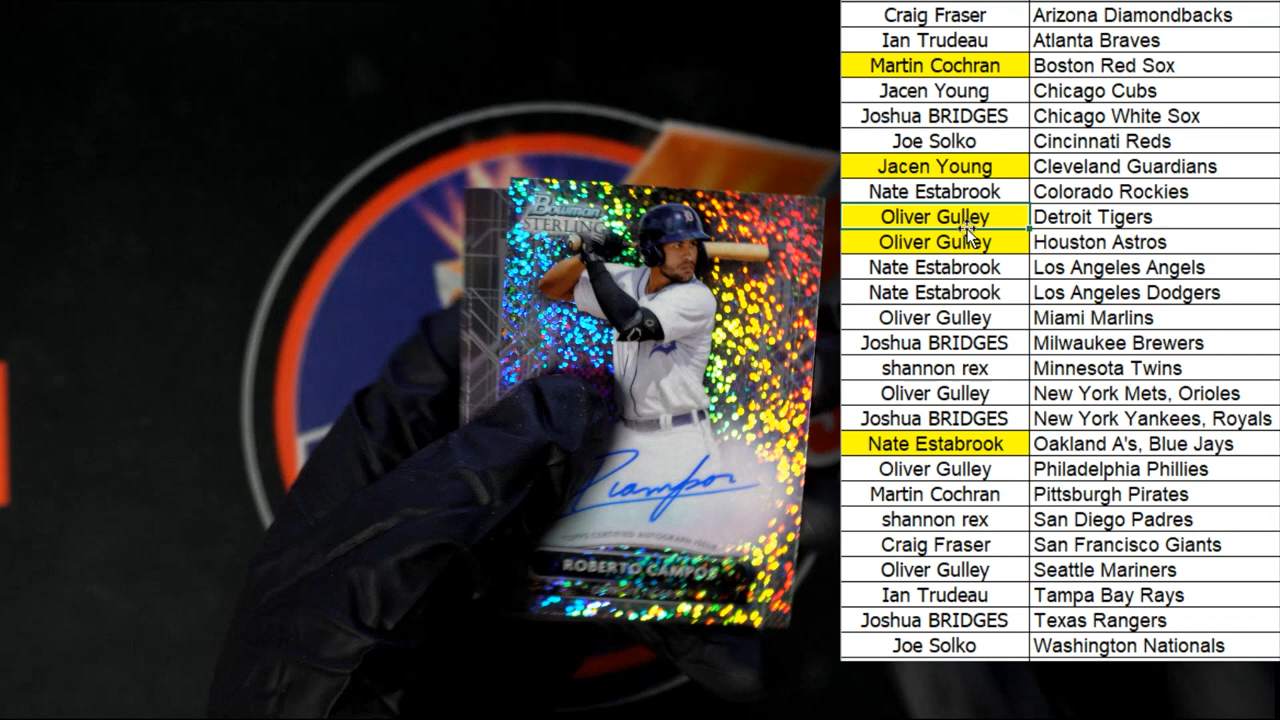 Bowman
STERLING
Rcampos
TOPPS CERTIFIED AUTOGRAPH ISSUE
ROBERTO CAMPOS
Craig Fraser Arizona Diamondbacks
Ian Trudeau Atlanta Braves
Martin Cochran Boston Red Sox
Jacen Young Chicago Cubs
Joshua BRIDGES Chicago White Sox
Joe Solko Cincinnati Reds
Jacen Young Cleveland Guardians
Nate Estabrook Colorado Rockies
Oliver Gulley Detroit Tigers
Oliver Gulley Houston Astros
Nate Estabrook Los Angeles Angels
Nate Estabrook Los Angeles Dodgers
Oliver Gulley Miami Marlins
Joshua BRIDGES Milwaukee Brewers
shannon rex Minnesota Twins
Oliver Gulley New York Mets, Orioles
Joshua BRIDGES New York Yankees, Royals
Nate Estabrook Oakland A's, Blue Jays
Oliver Gulley Philadelphia Phillies
Martin Cochran Pittsburgh Pirates
shannon rex San Diego Padres
Craig Fraser San Francisco Giants
Oliver Gulley Seattle Mariners
Ian Trudeau Tampa Bay Rays
Joshua BRIDGES Texas Rangers
Joe Solko Washington Nationals